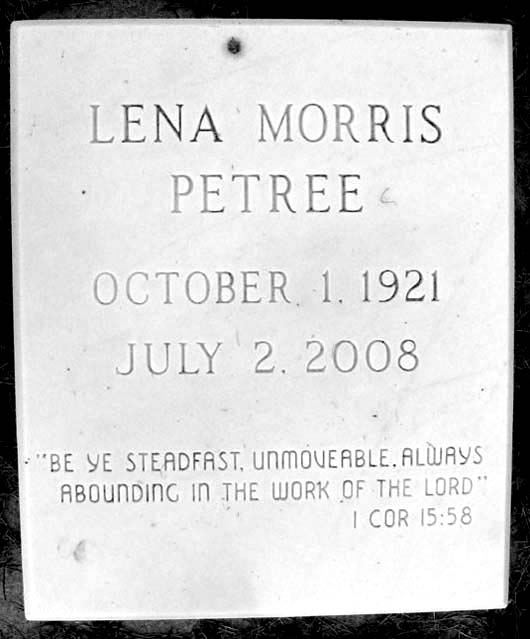 LENA MORRIS
PETREE
OCTOBER 1, 1921
JULY 2, 2008
"BE YE STEADFAST, UNMOVEABLE, ALWAYS
ABOUNDING IN THE WORK OF THE LORD"
1 COR 15:58